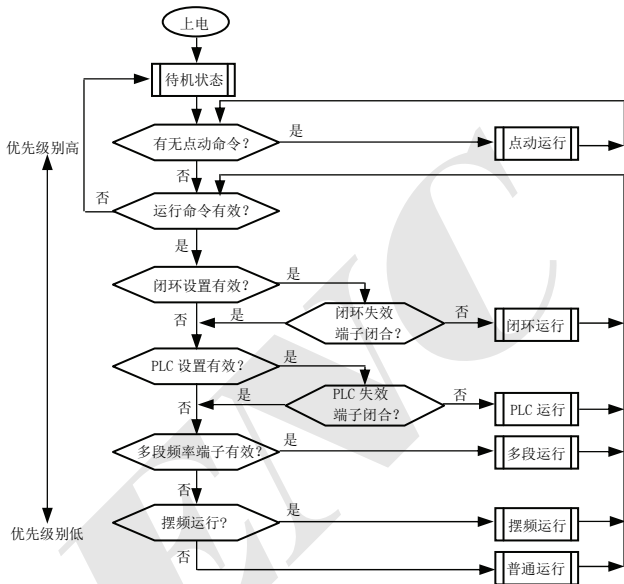 上电
待机状态
有无点动命令？
是
点动运行
优先级别高
否
否
运行命令有效？
是
闭环设置有效？
是
否
是
闭环失效
端子闭合？
否
闭环运行
PLC 设置有效？
是
否
是
PLC 失效
端子闭合？
否
PLC 运行
多段频率端子有效？
是
多段运行
否
摆频运行？
是
摆频运行
优先级别低
否
普通运行
ENC